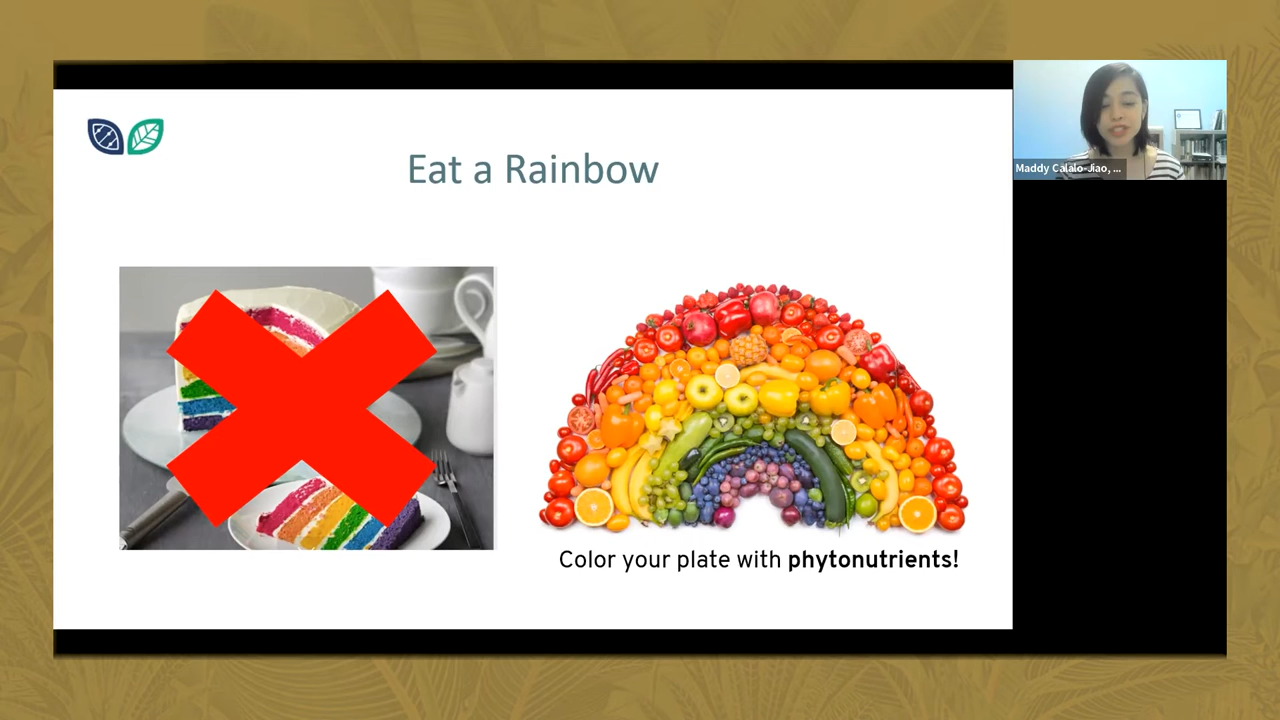 Eat a Rainbow
Color your plate with phytonutrients!
Maddy Calalo-Jiao, ...